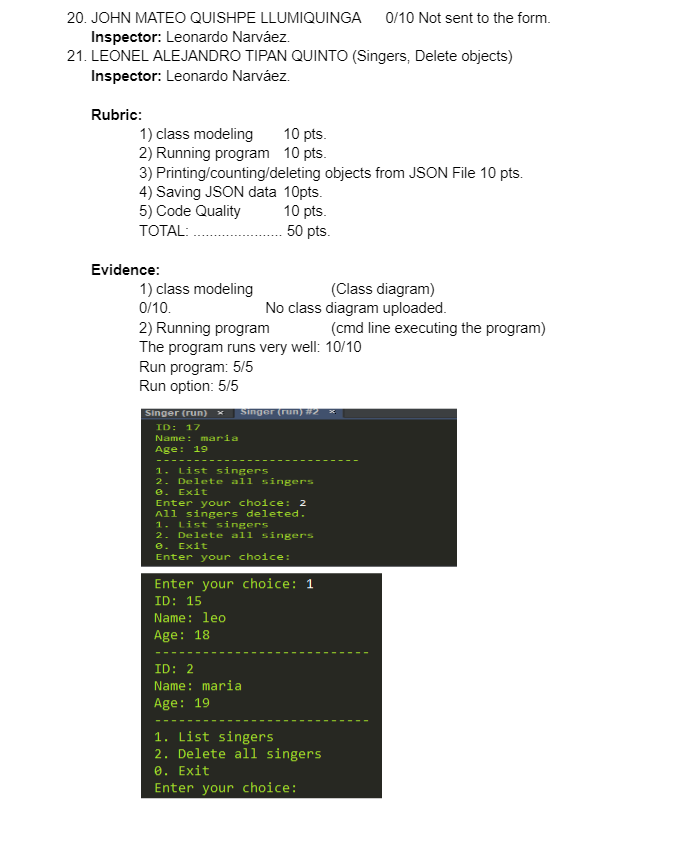 20. JOHN MATEO QUISHPE LLUMIQUINGA 0/10 Not sent to the form.
Inspector: Leonardo Narváez.
21. LEONEL ALEJANDRO TIPAN QUINTO (Singers, Delete objects)
Inspector: Leonardo Narváez.
Rubric:
1) class modeling 10 pts.
2) Running program 10 pts.
3) Printing/counting/deleting objects from JSON File 10 pts.
4) Saving JSON data 10pts.
5) Code Quality 10 pts.
TOTAL: ...................... 50 pts.
Evidence:
1) class modeling (Class diagram)
0/10. No class diagram uploaded.
2) Running program (cmd line executing the program)
The program runs very well: 10/10
Run program: 5/5
Run option: 5/5
Singer (run) × Singer (run) #2 ×
ID: 17
Name: maria
Age: 19
-----------------------------
1. List singers
2. Delete all singers
0. Exit
Enter your choice: 2
All singers deleted.
1. List singers
2. Delete all singers
0. Exit
Enter your choice:
Enter your choice: 1
ID: 15
Name: leo
Age: 18
---------------------------
ID: 2
Name: maria
Age: 19
---------------------------
1. List singers
2. Delete all singers
0. Exit
Enter your choice: